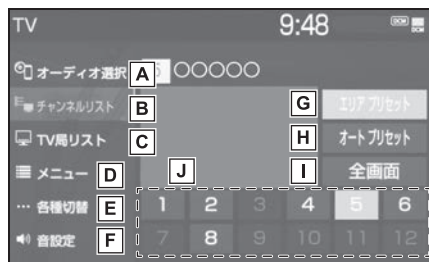 TV 9:48 DCM
オーディオ選択 A 5 〇〇〇〇〇
チャンネルリスト B G エリアプリセット
TV局リスト C H オートプリセット
メニュー D J I 全画面
各種切替 E 1 2 3 4 5 6
音設定 F 7 8 9 10 11 12